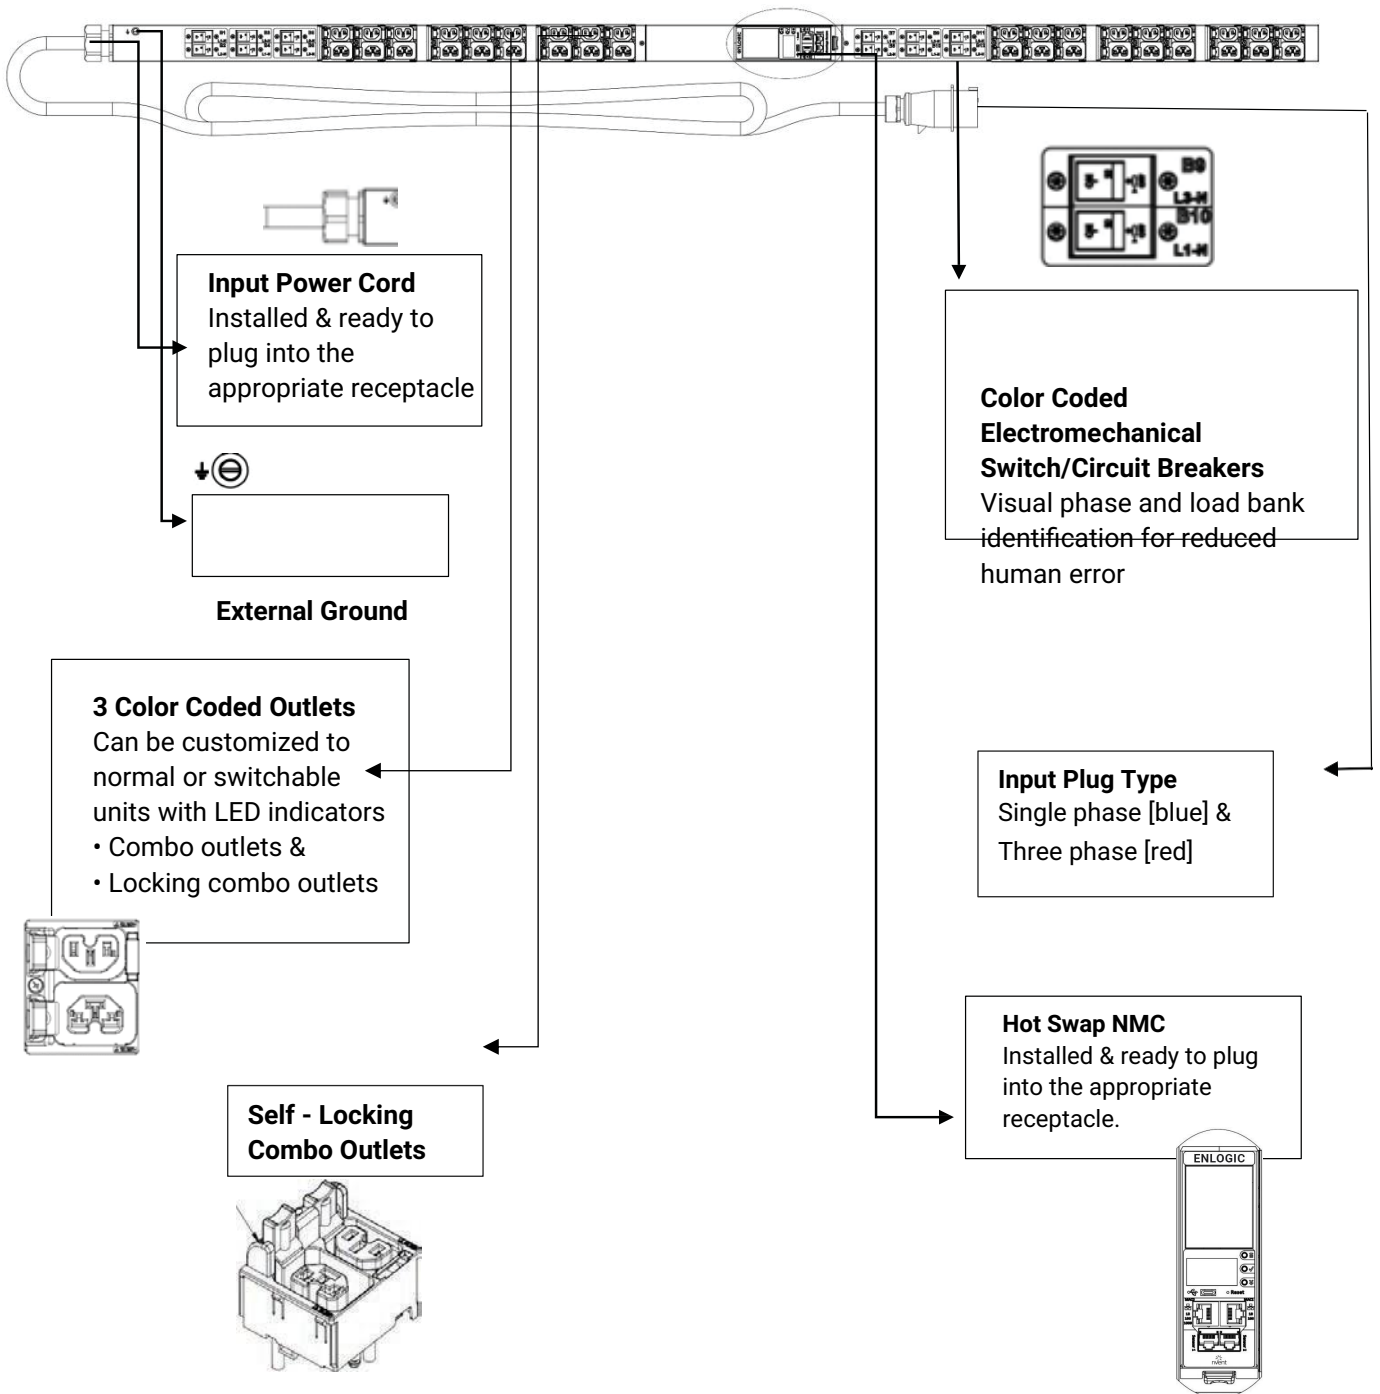 B9
L3-N
B10
L1-N
Input Power Cord
Installed & ready to
plug into the
appropriate receptacle
Color Coded
Electromechanical
Switch/Circuit Breakers
Visual phase and load bank
identification for reduced
human error
External Ground
3 Color Coded Outlets
Can be customized to
normal or switchable
units with LED indicators
• Combo outlets &
• Locking combo outlets
Input Plug Type
Single phase [blue] &
Three phase [red]
Hot Swap NMC
Installed & ready to plug
into the appropriate
receptacle.
Self - Locking
Combo Outlets
ENLOGIC
Reset
nvent